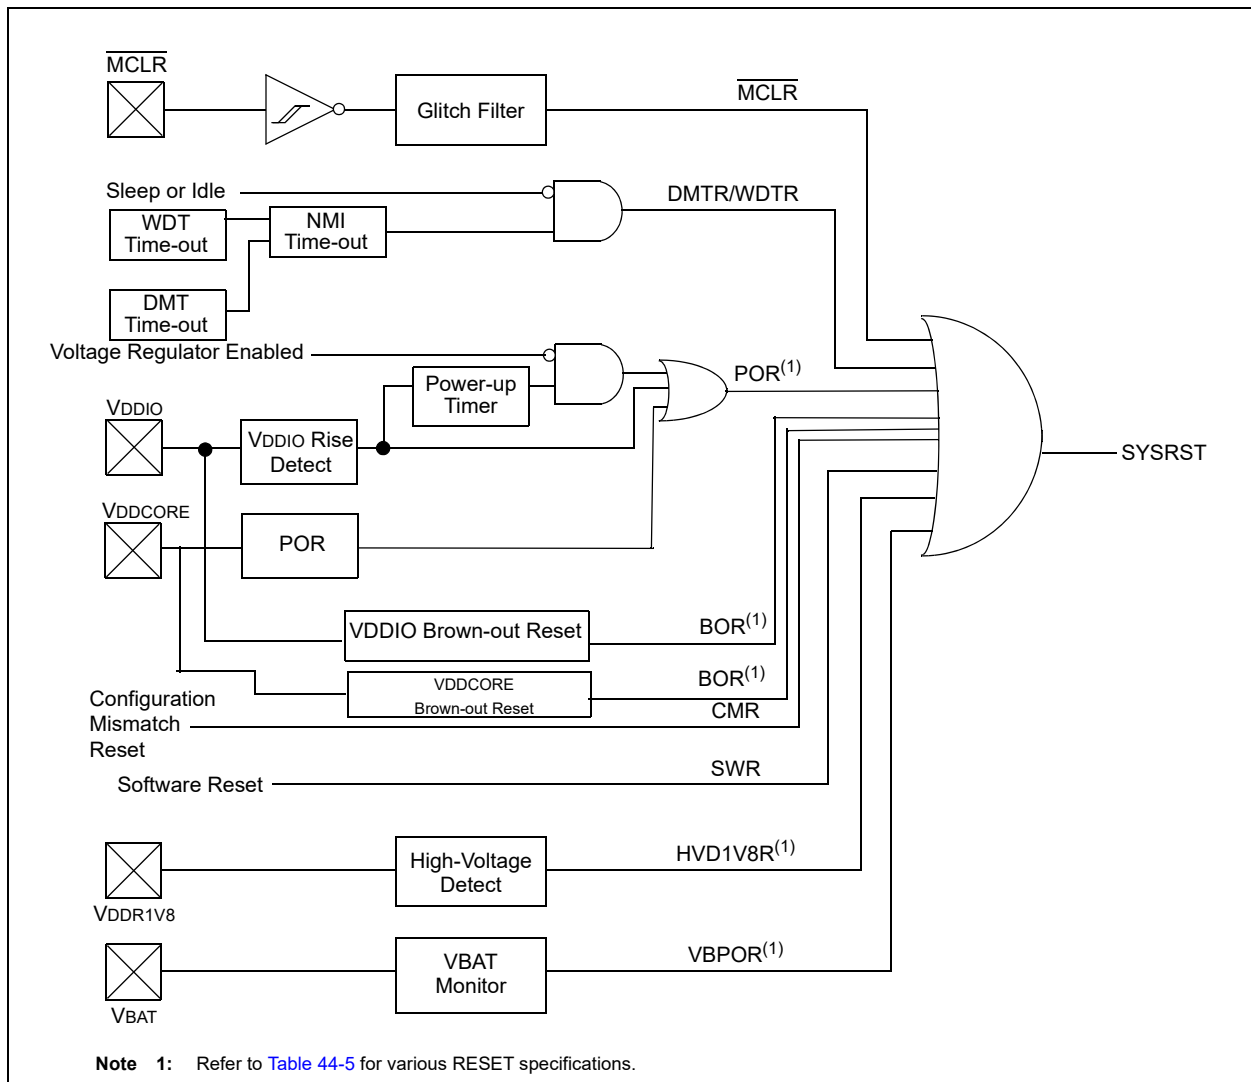 MCLR
Glitch Filter
MCLR
Sleep or Idle
DMTR/WDTR
WDT
Time-out
NMI
Time-out
DMT
Time-out
Voltage Regulator Enabled
Power-up
Timer
POR(1)
VDDIO
VDDIO Rise
Detect
SYSRST
VDDCORE
POR
VDDIO Brown-out Reset
BOR(1)
VDDCORE
Brown-out Reset
BOR(1)
Configuration
Mismatch
Reset
CMR
Software Reset
SWR
High-Voltage
Detect
HVD1V8R(1)
VDDR1V8
VBAT
Monitor
VBPOR(1)
VBAT
Note 1: Refer to Table 44-5 for various RESET specifications.